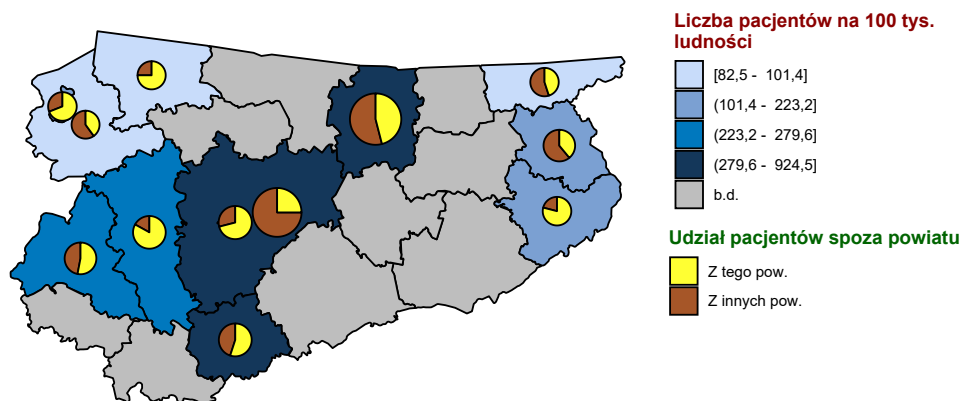 Liczba pacjentów na 100 tys.
ludności
[82,5 - 101,4]
(101,4 - 223,2]
(223,2 - 279,6]
(279,6 - 924,5]
b.d.
Udział pacjentów spoza powiatu
Z tego pow.
Z innych pow.